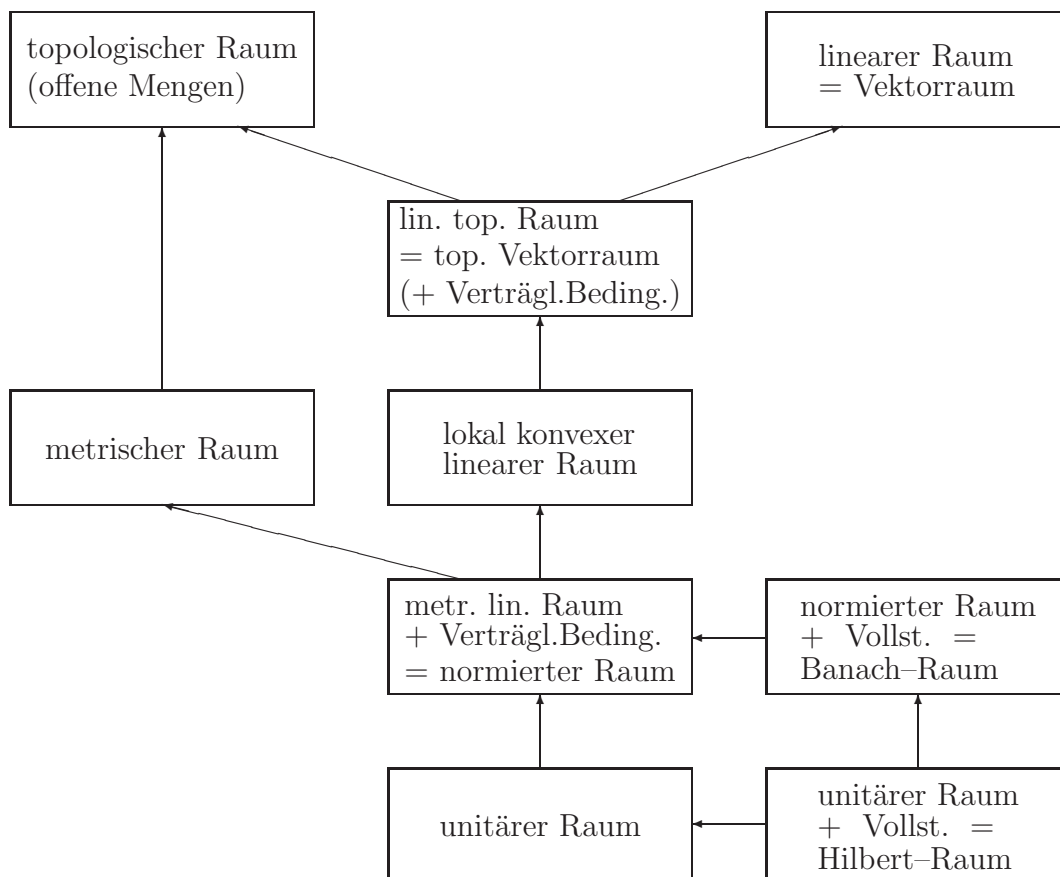 topologischer Raum
(offene Mengen)
linearer Raum
= Vektorraum
lin. top. Raum
= top. Vektorraum
(+ Verträgl.Beding.)
metrischer Raum
lokal konvexer
linearer Raum
metr. lin. Raum
+ Verträgl.Beding.
= normierter Raum
normierter Raum
+ Vollst. =
Banach–Raum
unitärer Raum
unitärer Raum
+ Vollst. =
Hilbert–Raum